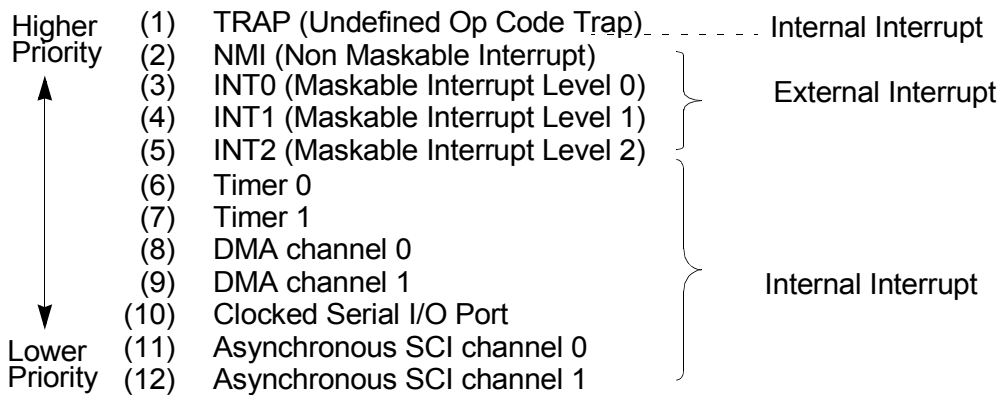 Higher Priority
(1) TRAP (Undefined Op Code Trap) Internal Interrupt
(2) NMI (Non Maskable Interrupt)
(3) INT0 (Maskable Interrupt Level 0) External Interrupt
(4) INT1 (Maskable Interrupt Level 1)
(5) INT2 (Maskable Interrupt Level 2)
(6) Timer 0
(7) Timer 1
(8) DMA channel 0
(9) DMA channel 1 Internal Interrupt
(10) Clocked Serial I/O Port
Lower Priority
(11) Asynchronous SCI channel 0
(12) Asynchronous SCI channel 1